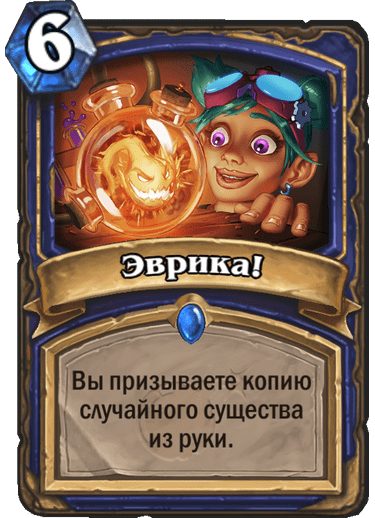 6
Эврика!
Вы призываете копию
случайного существа
из руки.